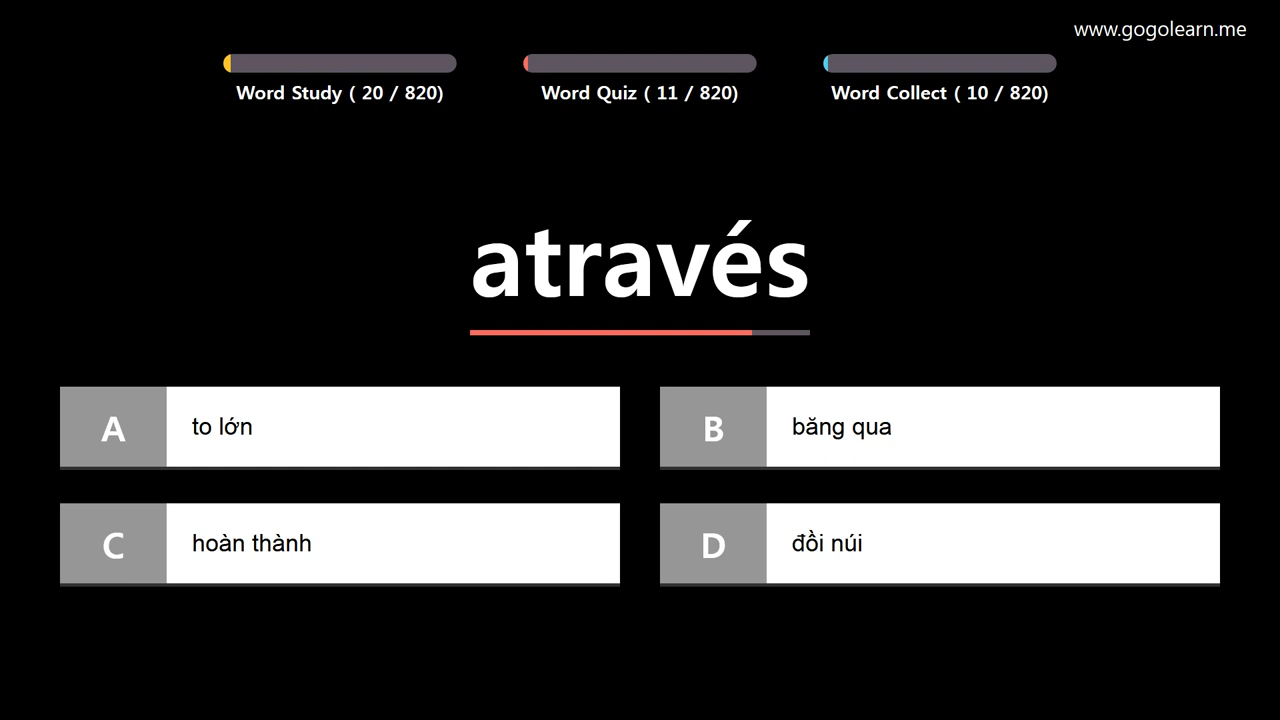 www.gogolearn.me
Word Study ( 20 / 820)
Word Quiz ( 11 / 820)
Word Collect ( 10 / 820)
através
A
to lớn
B
băng qua
C
hoàn thành
D
đồi núi